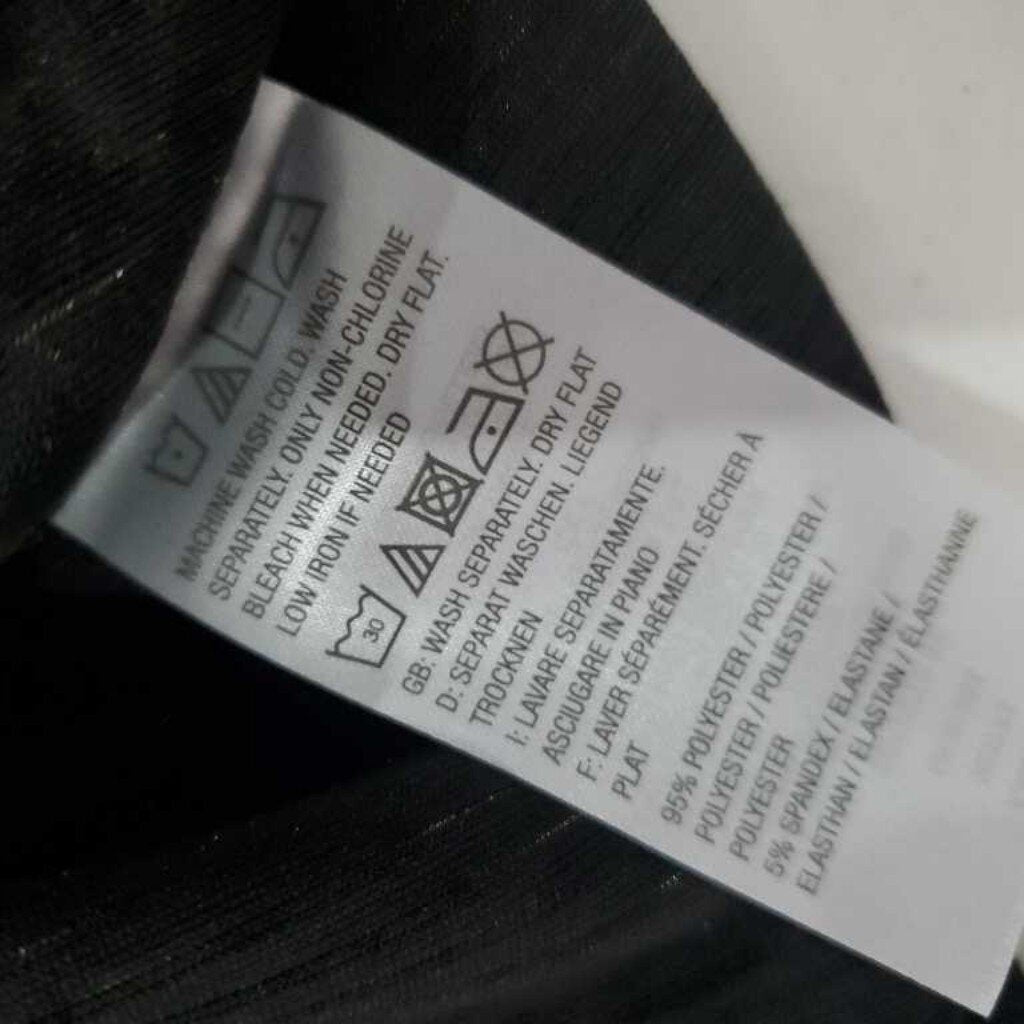 MACHINE WASH COLD. WASH
SEPARATELY. ONLY NON-CHLORINE
BLEACH WHEN NEEDED. DRY FLAT.
LOW IRON IF NEEDED
30
GB: WASH SEPARATELY. DRY FLAT
D: SEPARAT WASCHEN. LIEGEND
TROCKNEN
I: LAVARE SEPARATAMENTE.
ASCIUGARE IN PIANO
F: LAVER SÉPARÉMENT. SÉCHER A
PLAT
95% POLYESTER / POLYESTER /
POLYESTER / POLIESTERE /
POLYESTER
5% SPANDEX / ELASTANE /
ELASTHAN / ELASTAN / ÉLASTHANNE